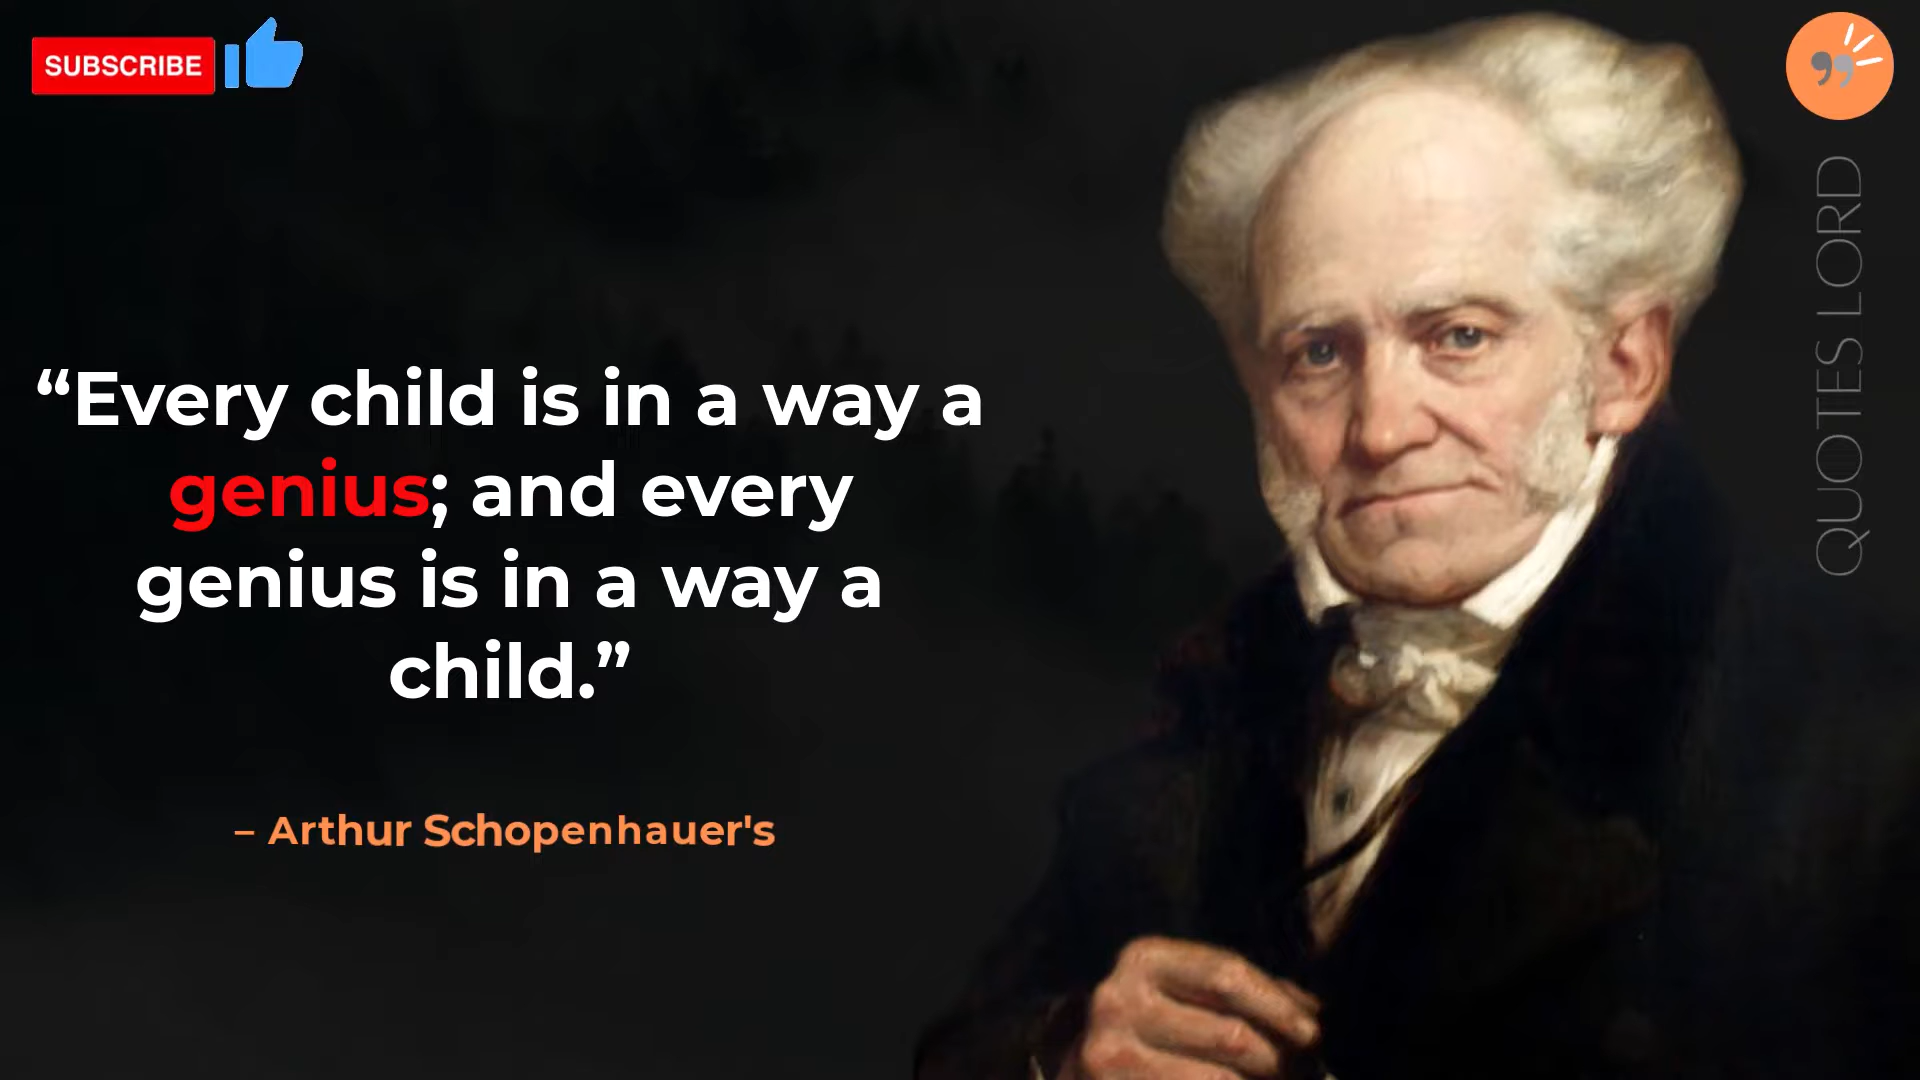 SUBSCRIBE
“Every child is in a way a
genius; and every
genius is in a way a
child.”
– Arthur Schopenhauer's
QUOTES LORD